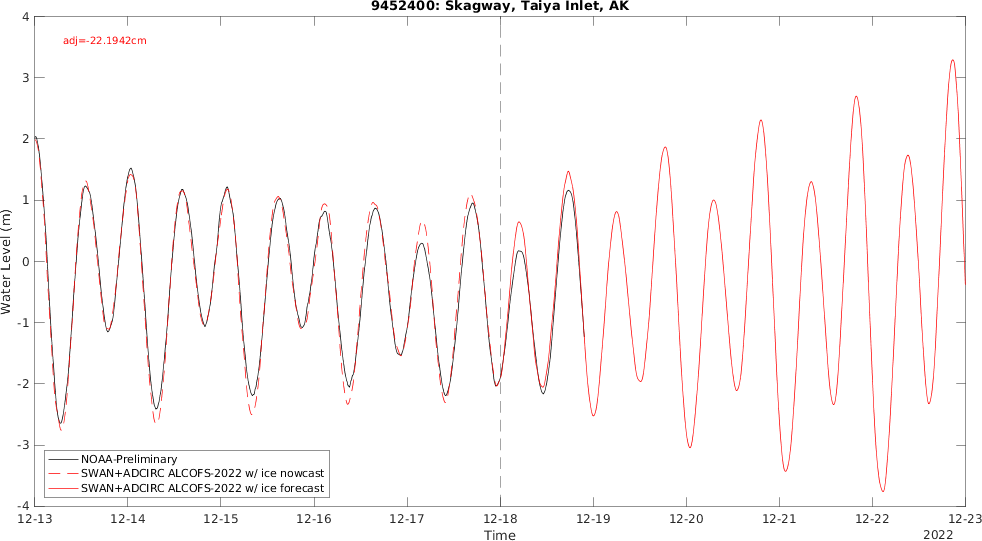 9452400: Skagway, Taiya Inlet, AK
adj=-22.1942cm
Water Level (m)
4
3
2
1
0
-1
-2
-3
-4
NOAA-Preliminary
SWAN+ADCIRC ALCOFS-2022 w/ ice nowcast
SWAN+ADCIRC ALCOFS-2022 w/ ice forecast
12-13 12-14 12-15 12-16 12-17 12-18 12-19 12-20 12-21 12-22 12-23
Time
2022